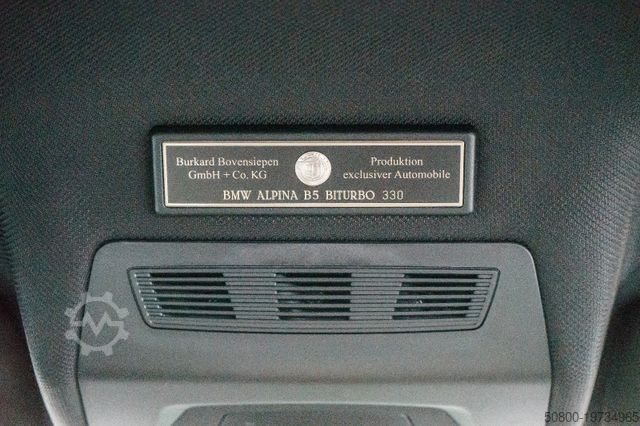 Burkard Bovensiepen
GmbH + Co. KG
Produktion
exclusiver Automobile
BMW ALPINA B5 BITURBO 330
50800-19734965